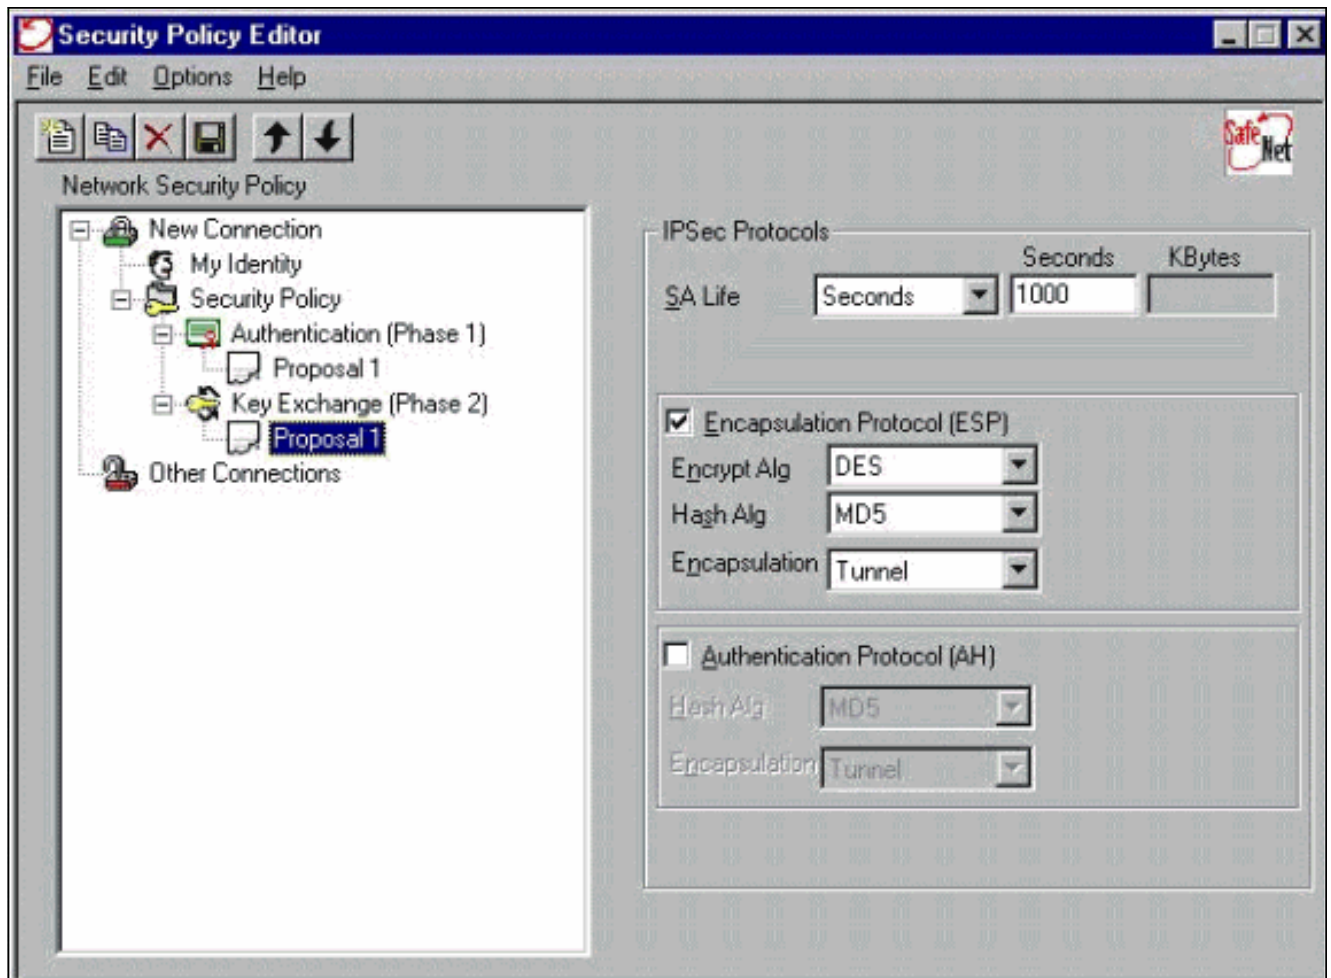 Security Policy Editor
File Edit Options Help
Safe Net
Network Security Policy
New Connection
My Identity
Security Policy
Authentication (Phase 1)
Proposal 1
Key Exchange (Phase 2)
Proposal 1
Other Connections
IPSec Protocols
Seconds KBytes
SA Life Seconds 1000
Encapsulation Protocol (ESP)
Encrypt Alg DES
Hash Alg MD5
Encapsulation Tunnel
Authentication Protocol (AH)
Hash Alg MD5
Encapsulation Tunnel